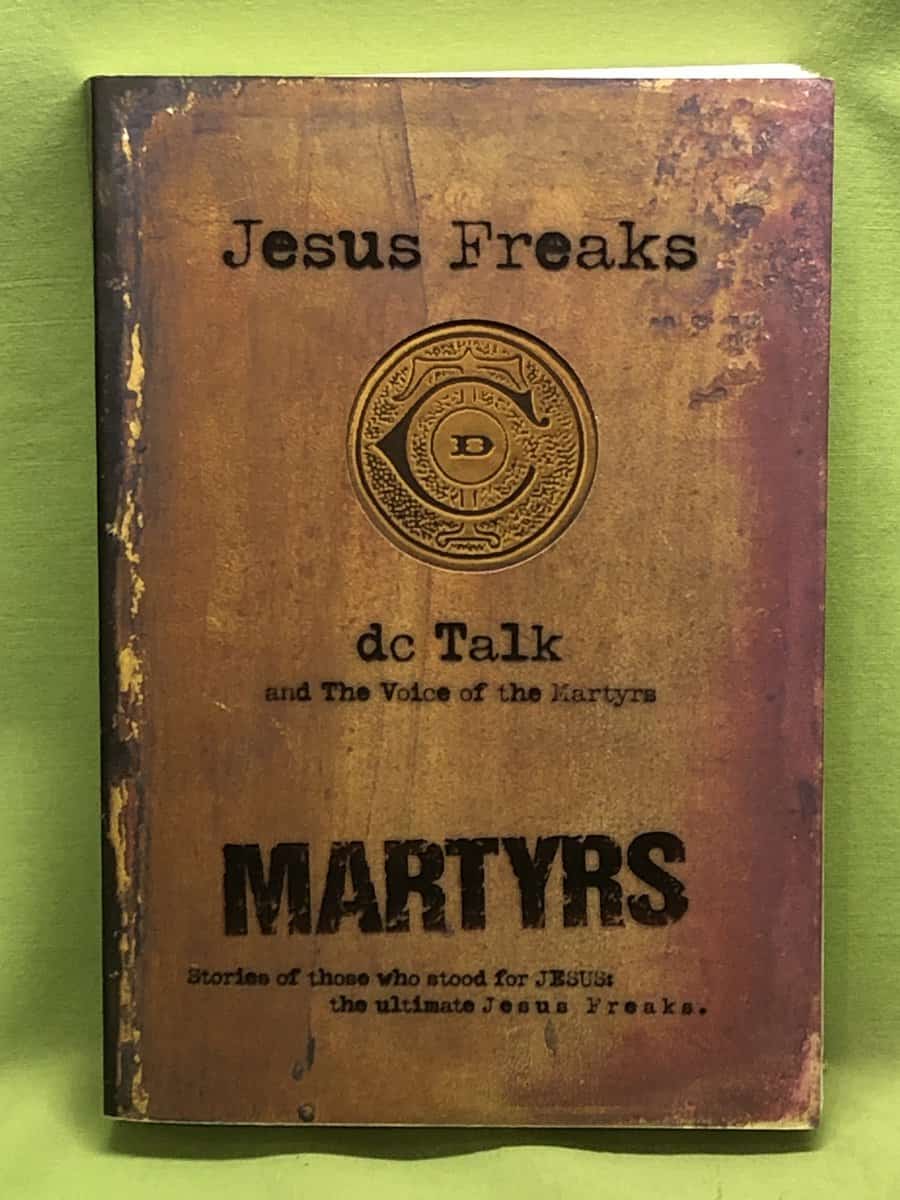 Jesus Freaks
D C T
dc Talk
and The Voice of the Martyrs
MARTYRS
Stories of those who stood for JESUS:
the ultimate Jesus Freaks.